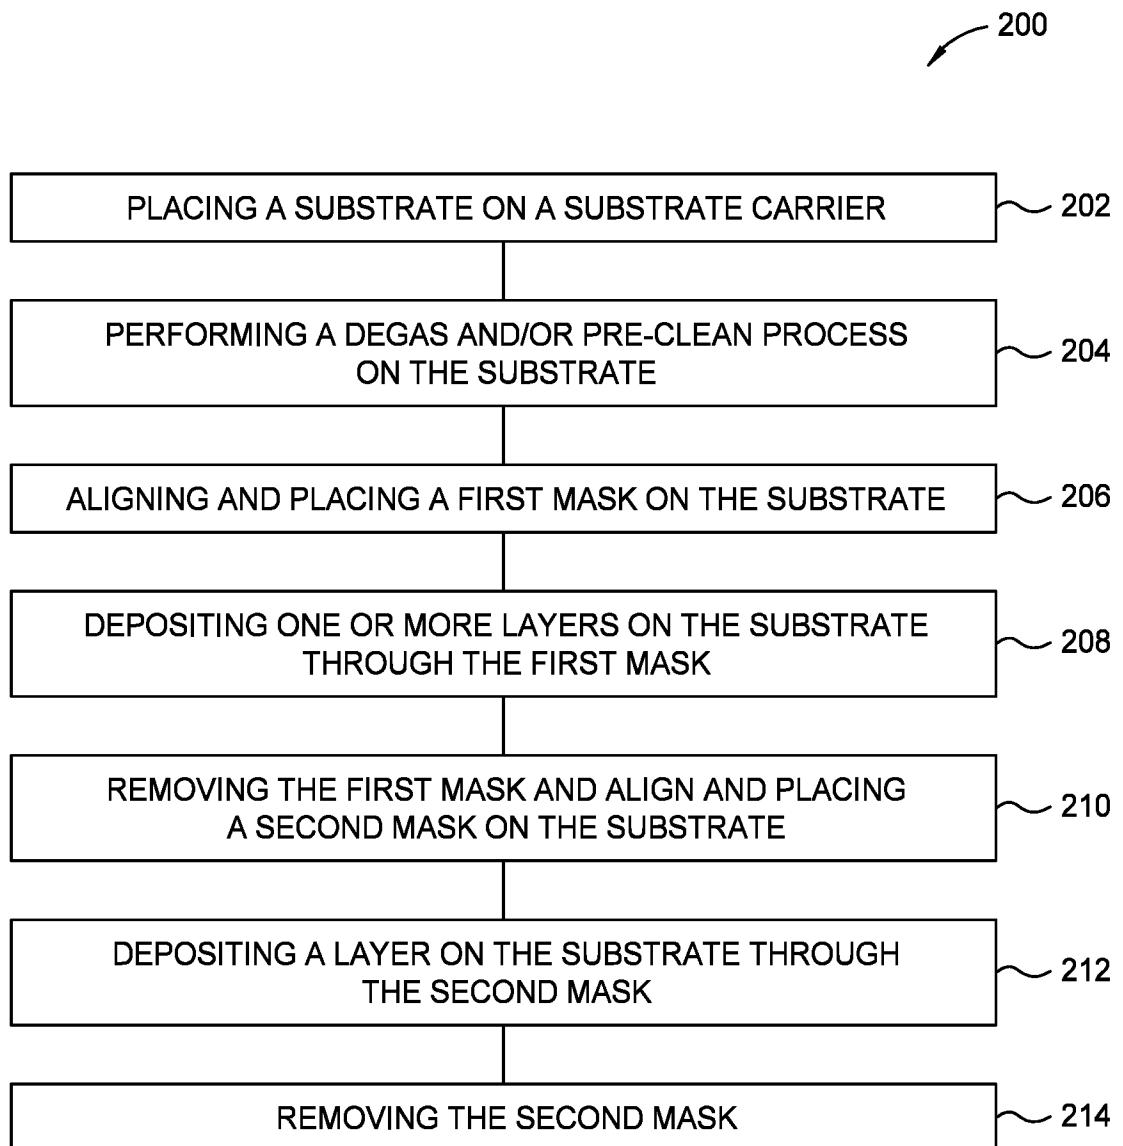 200
PLACING A SUBSTRATE ON A SUBSTRATE CARRIER
202
PERFORMING A DEGAS AND/OR PRE-CLEAN PROCESS
ON THE SUBSTRATE
204
ALIGNING AND PLACING A FIRST MASK ON THE SUBSTRATE
206
DEPOSITING ONE OR MORE LAYERS ON THE SUBSTRATE
THROUGH THE FIRST MASK
208
REMOVING THE FIRST MASK AND ALIGN AND PLACING
A SECOND MASK ON THE SUBSTRATE
210
DEPOSITING A LAYER ON THE SUBSTRATE THROUGH
THE SECOND MASK
212
REMOVING THE SECOND MASK
214